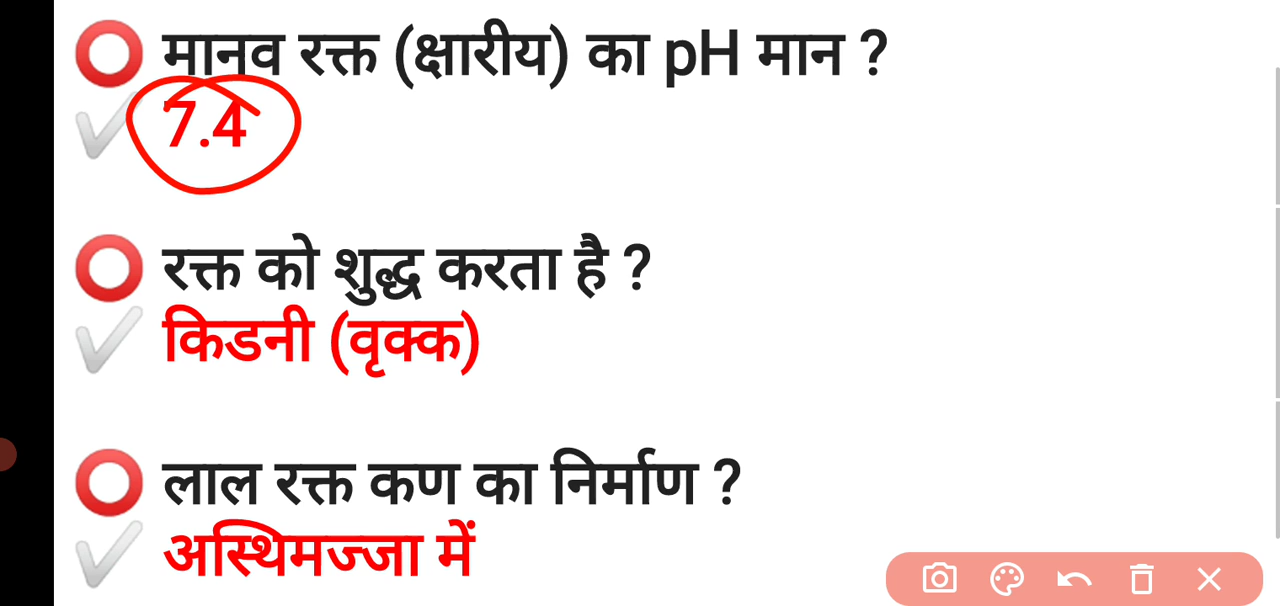 मानव रक्त (क्षारीय) का pH मान ?
7.4
रक्त को शुद्ध करता है ?
किडनी (वृक्क)
लाल रक्त कण का निर्माण ?
अस्थिमज्जा में